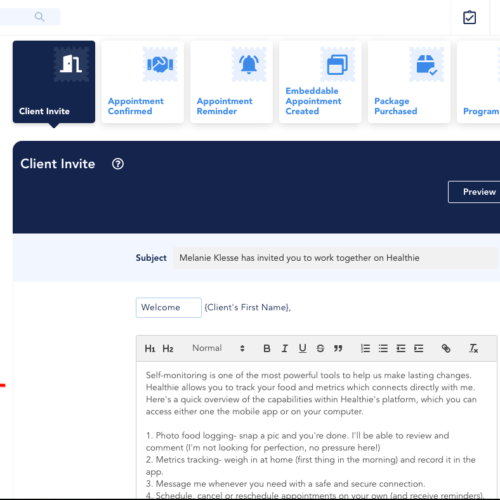 Client Invite
Appointment
Confirmed
Appointment
Reminder
Embeddable
Appointment
Created
Package
Purchased
Program
Client Invite
Preview
Subject Melanie Klesse has invited you to work together on Healthie
Welcome {Client's First Name},
H1 H2 Normal B I U S
Self-monitoring is one of the most powerful tools to help us make lasting changes.
Healthie allows you to track your food and metrics which connects directly with me.
Here's a quick overview of the capabilities within Healthie's platform, which you can
access either one the mobile app or on your computer.
1. Photo food logging- snap a pic and you're done. I'll be able to review and
comment (I'm not looking for perfection, no pressure here!)
2. Metrics tracking- weigh in at home (first thing in the morning) and record it in the
app.
3. Message me whenever you need with a safe and secure connection.
4. Schedule, cancel or reschedule appointments on your own (and receive reminders).